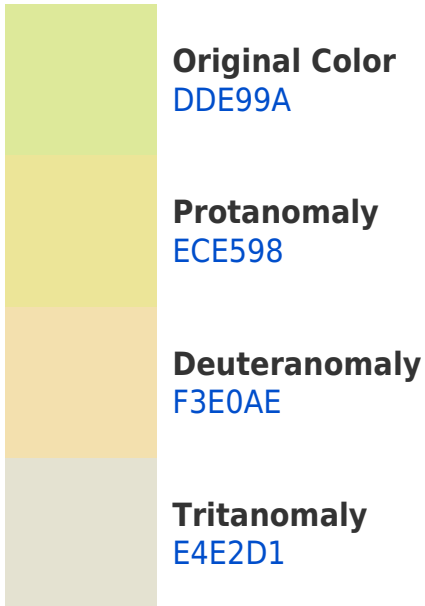 Original Color
DDE99A
Protanomaly
ECE598
Deuteranomaly
F3E0AE
Tritanomaly
E4E2D1